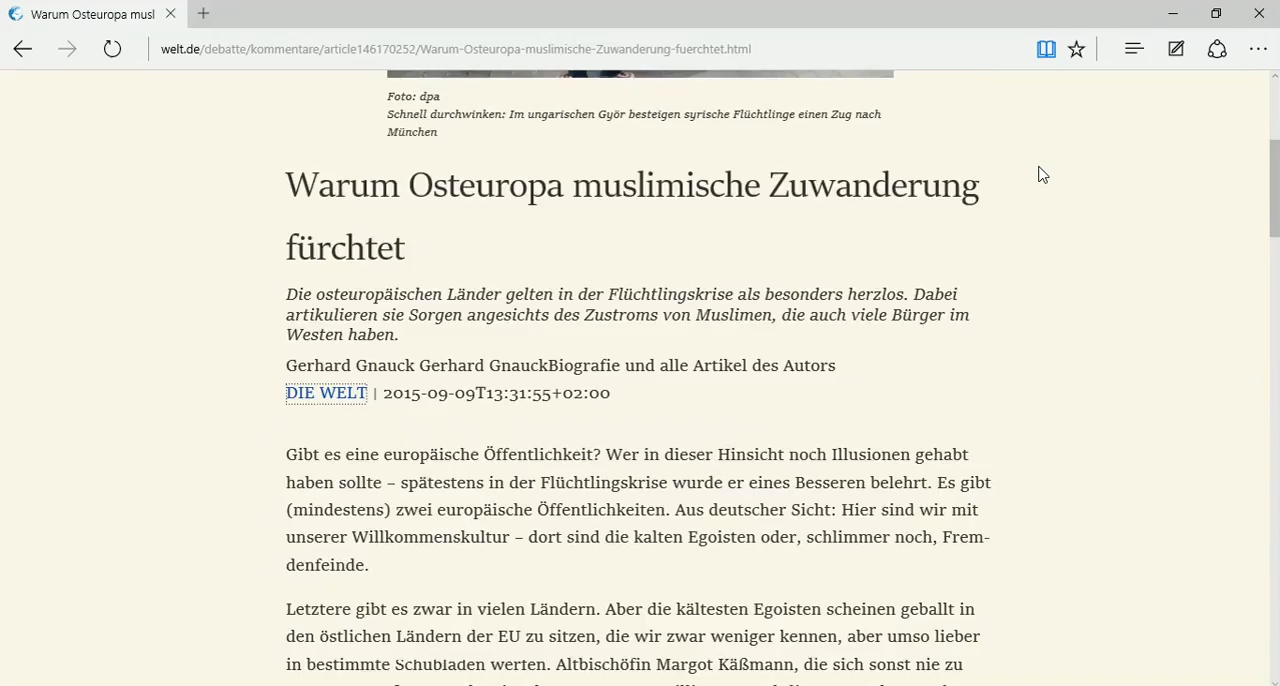 Warum Osteuropa musl
welt.de/debatte/kommentare/article146170252/Warum-Osteuropa-muslimische-Zuwanderung-fuerchtet.html
Foto: dpa
Schnell durchwinken: Im ungarischen Györ besteigen syrische Flüchtlinge einen Zug nach
München
Warum Osteuropa muslimische Zuwanderung
fürchtet
Die osteuropäischen Länder gelten in der Flüchtlingskrise als besonders herzlos. Dabei
artikulieren sie Sorgen angesichts des Zustroms von Muslimen, die auch viele Bürger im
Westen haben.
Gerhard Gnauck Gerhard GnauckBiografie und alle Artikel des Autors
DIE WELT | 2015-09-09T13:31:55+02:00
Gibt es eine europäische Öffentlichkeit? Wer in dieser Hinsicht noch Illusionen gehabt
haben sollte – spätestens in der Flüchtlingskrise wurde er eines Besseren belehrt. Es gibt
(mindestens) zwei europäische Öffentlichkeiten. Aus deutscher Sicht: Hier sind wir mit
unserer Willkommenskultur – dort sind die kalten Egoisten oder, schlimmer noch, Frem-
denfeinde.
Letztere gibt es zwar in vielen Ländern. Aber die kältesten Egoisten scheinen geballt in
den östlichen Ländern der EU zu sitzen, die wir zwar weniger kennen, aber umso lieber
in bestimmte Schubladen werfen. Altbischöfin Margot Käßmann, die sich sonst nie zu